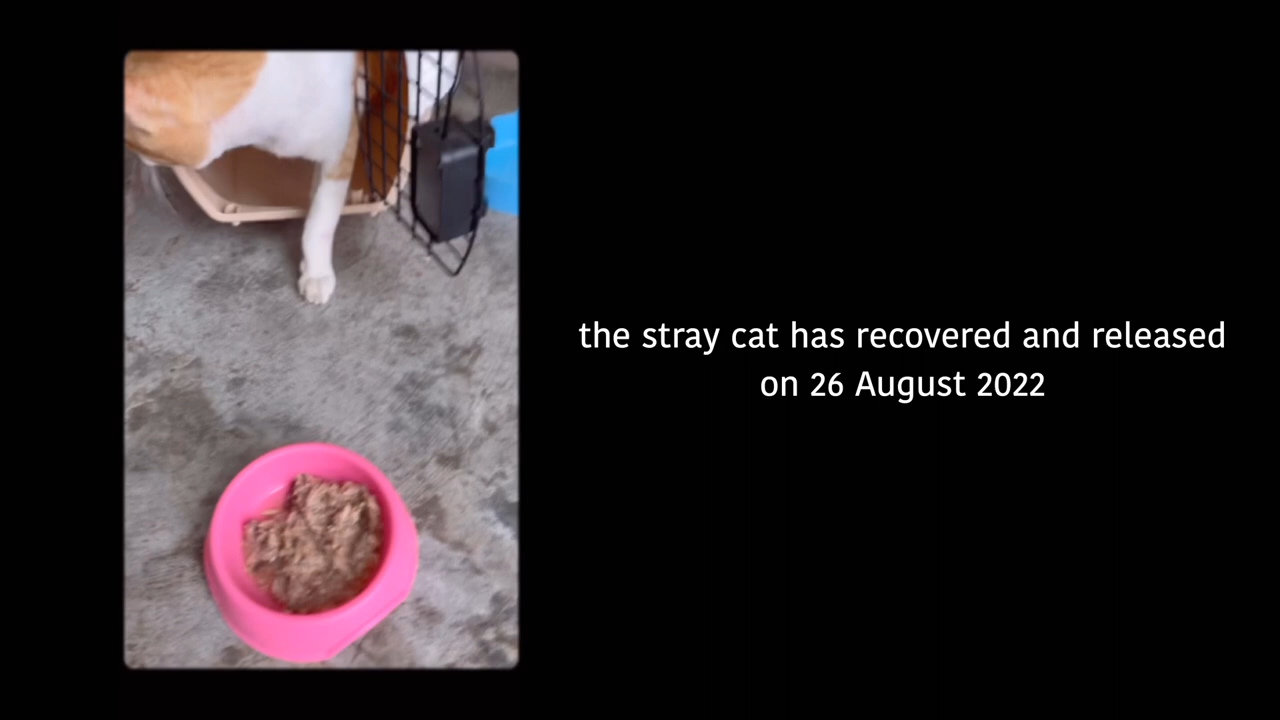 the stray cat has recovered and released
on 26 August 2022